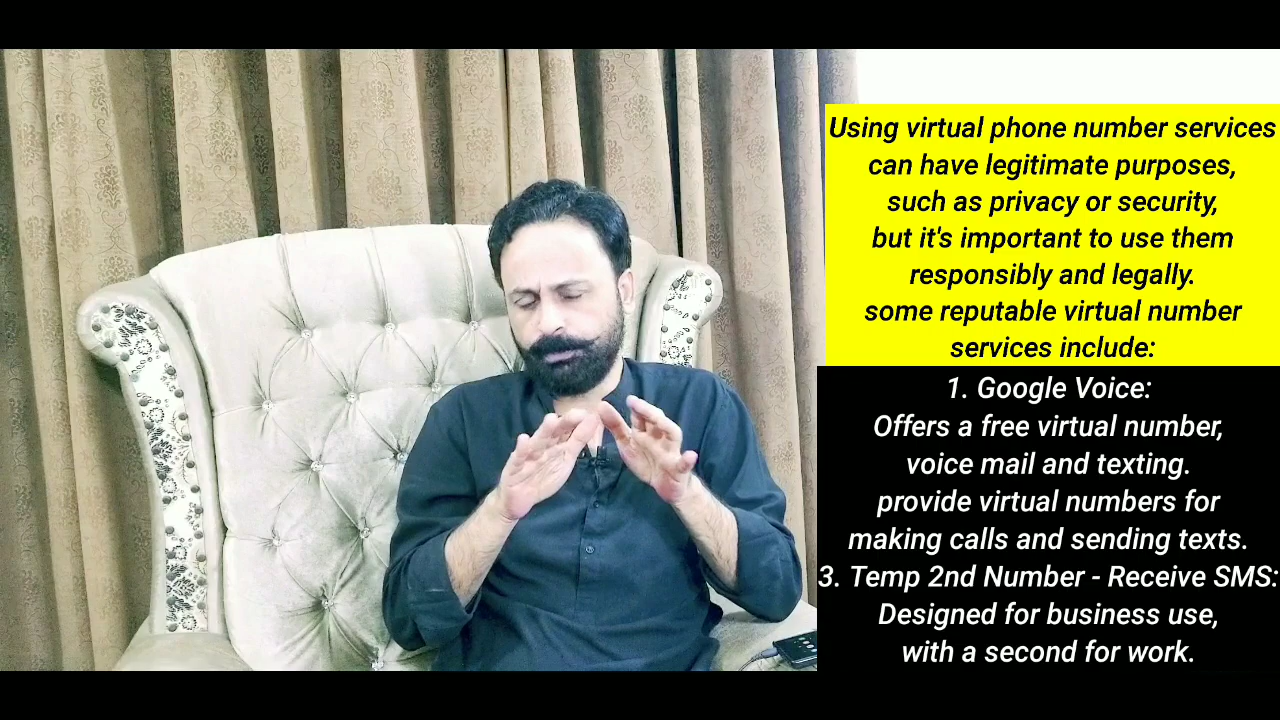 Using virtual phone number services
can have legitimate purposes,
such as privacy or security,
but it's important to use them
responsibly and legally.
some reputable virtual number
services include:
1. Google Voice:
Offers a free virtual number,
voice mail and texting.
provide virtual numbers for
making calls and sending texts.
3. Temp 2nd Number - Receive SMS:
Designed for business use,
with a second for work.